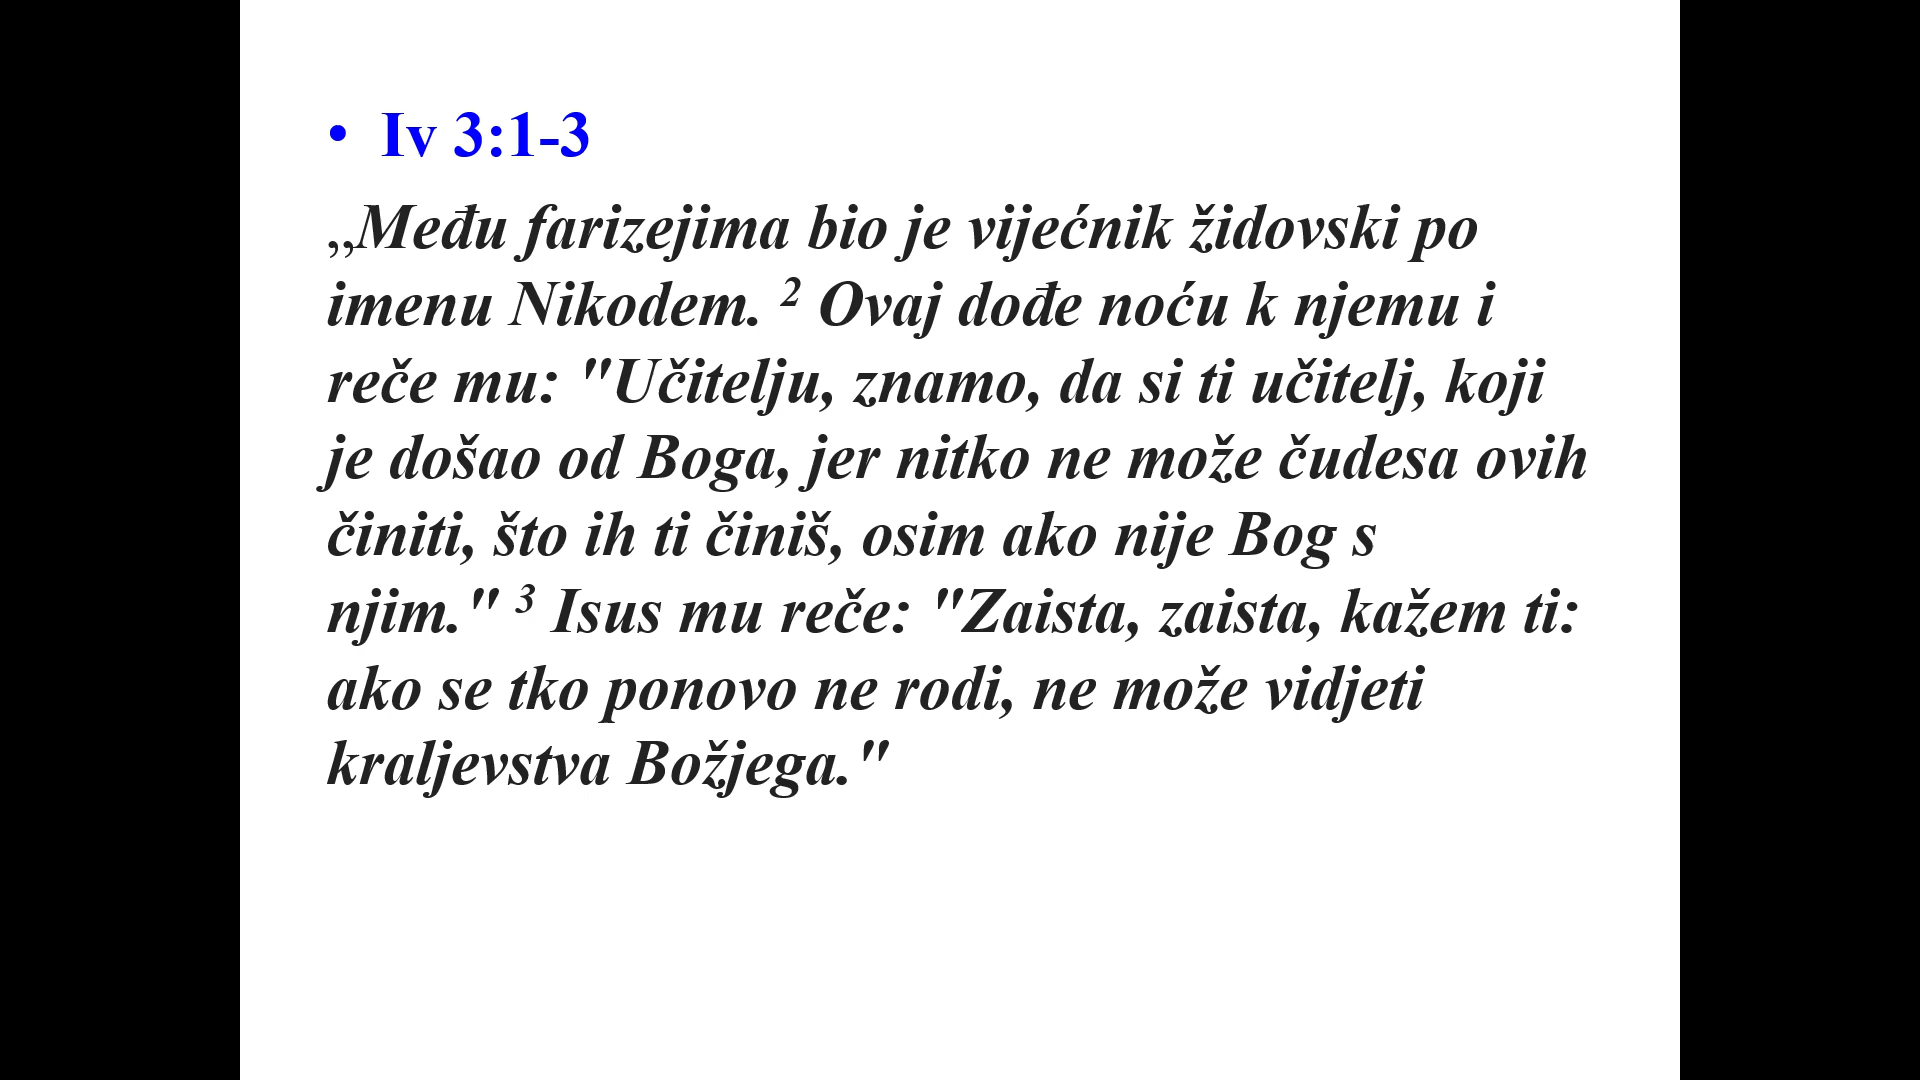 • Iv 3:1-3
„Među farizejima bio je vijećnik židovski po
imenu Nikodem. ² Ovaj dođe noću k njemu i
reče mu: "Učitelju, znamo, da si ti učitelj, koji
je došao od Boga, jer nitko ne može čudesa ovih
činiti, što ih ti činiš, osim ako nije Bog s
njim." ³ Isus mu reče: "Zaista, zaista, kažem ti:
ako se tko ponovo ne rodi, ne može vidjeti
kraljevstva Božjega."